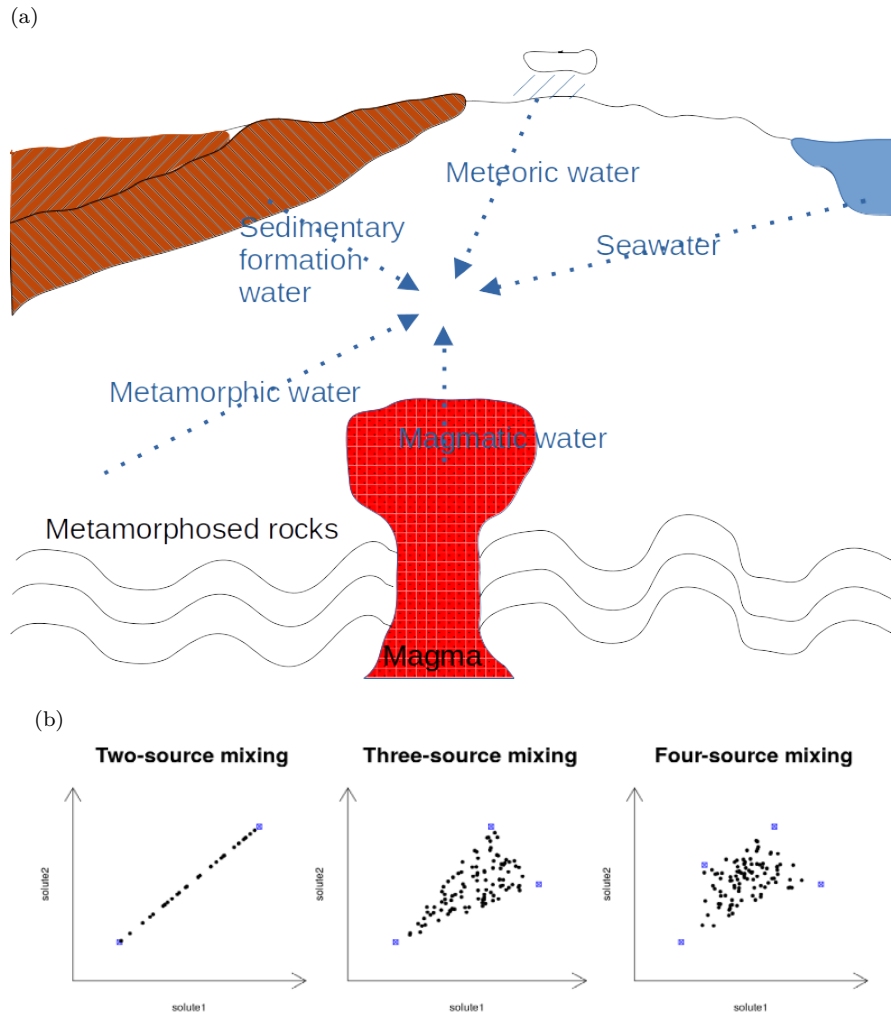 (a)
Meteoric water
Sedimentary
formation
water
Seawater
Metamorphic water
Magmatic water
Metamorphosed rocks
Magma
(b)
Two-source mixing
Three-source mixing
Four-source mixing
solute2
solute2
solute2
solute1
solute1
solute1